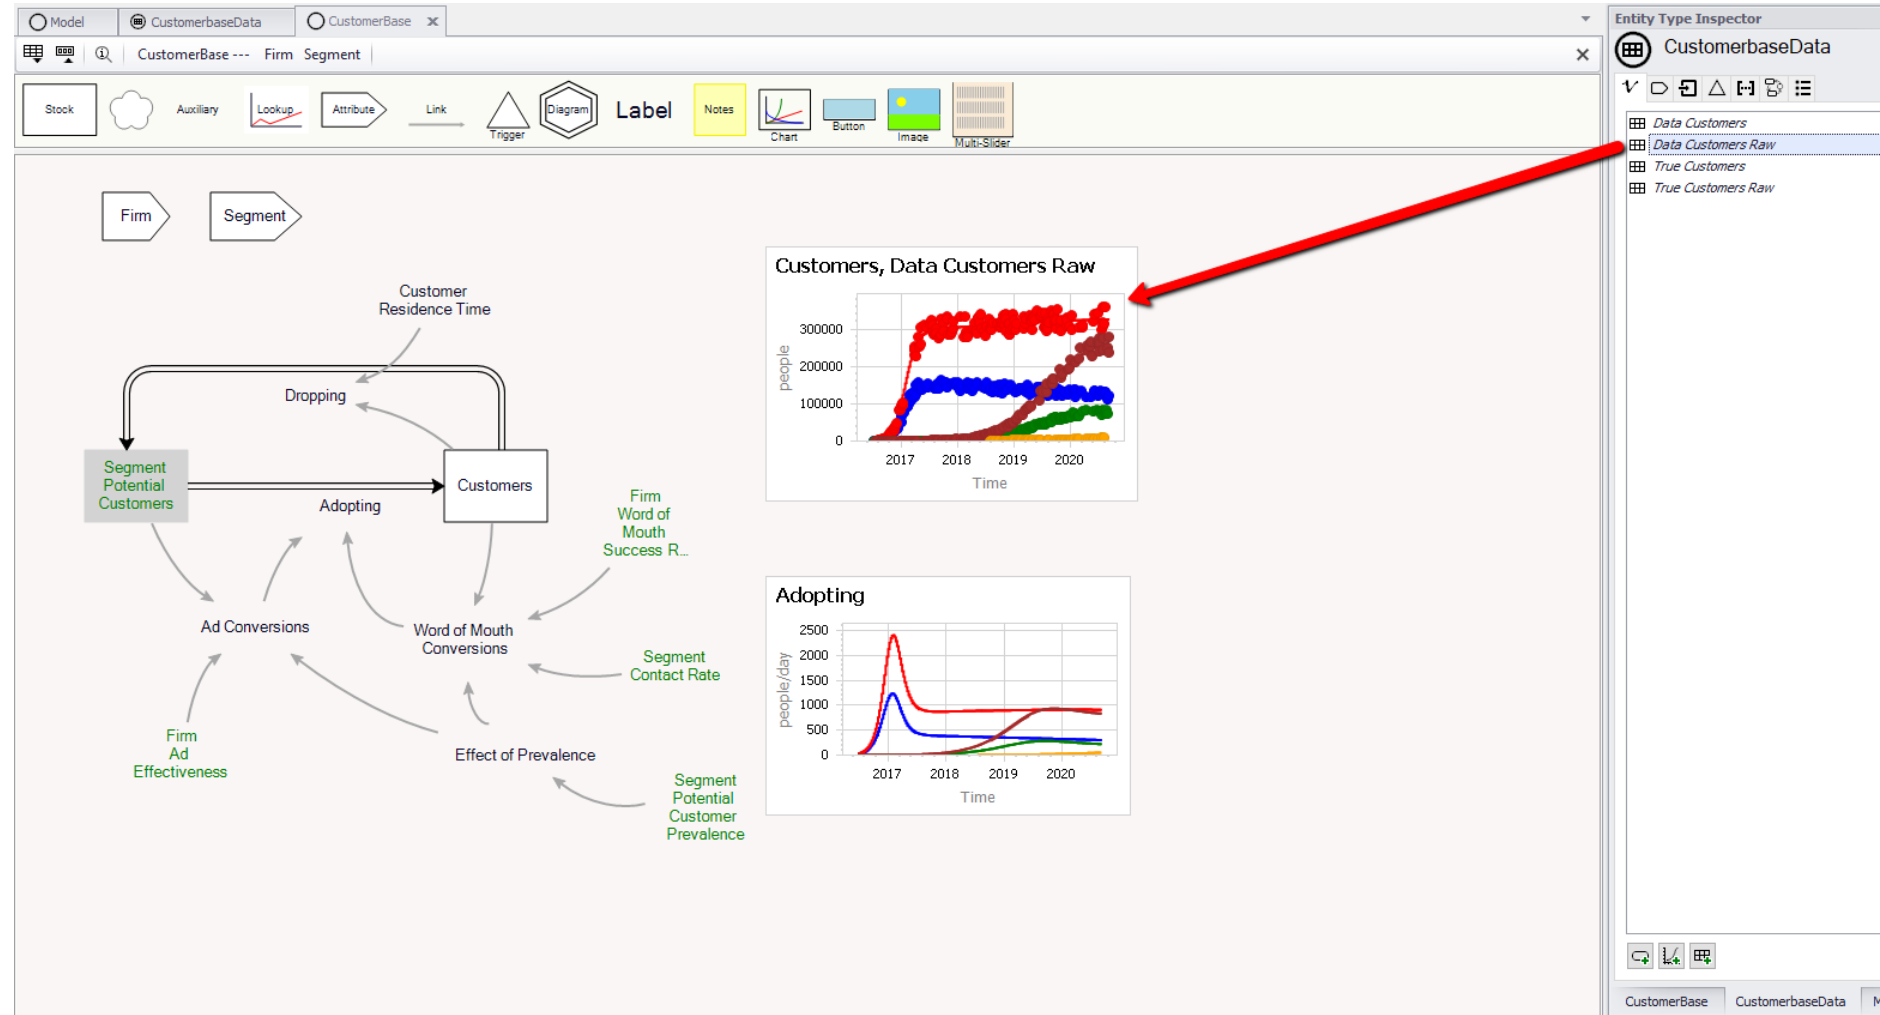 Model
CustomerbaseData
CustomerBase
Entity Type Inspector
CustomerBase --- Firm Segment
CustomerbaseData
Stock
Auxiliary
Lookup
Attribute
Link
Trigger
Diagram
Label
Notes
Chart
Button
Image
Multi-Slider
Data Customers
Data Customers Raw
True Customers
True Customers Raw
Firm
Segment
Customer
Residence Time
Dropping
Segment
Potential
Customers
Adopting
Customers
Firm
Word of
Mouth
Success R...
Ad Conversions
Word of Mouth
Conversions
Segment
Contact Rate
Firm
Ad
Effectiveness
Effect of Prevalence
Segment
Potential
Customer
Prevalence
Customers, Data Customers Raw
300000
200000
100000
0
people
2017 2018 2019 2020
Time
Adopting
2500
2000
1500
1000
500
0
people/day
2017 2018 2019 2020
Time
CustomerBase
CustomerbaseData
M